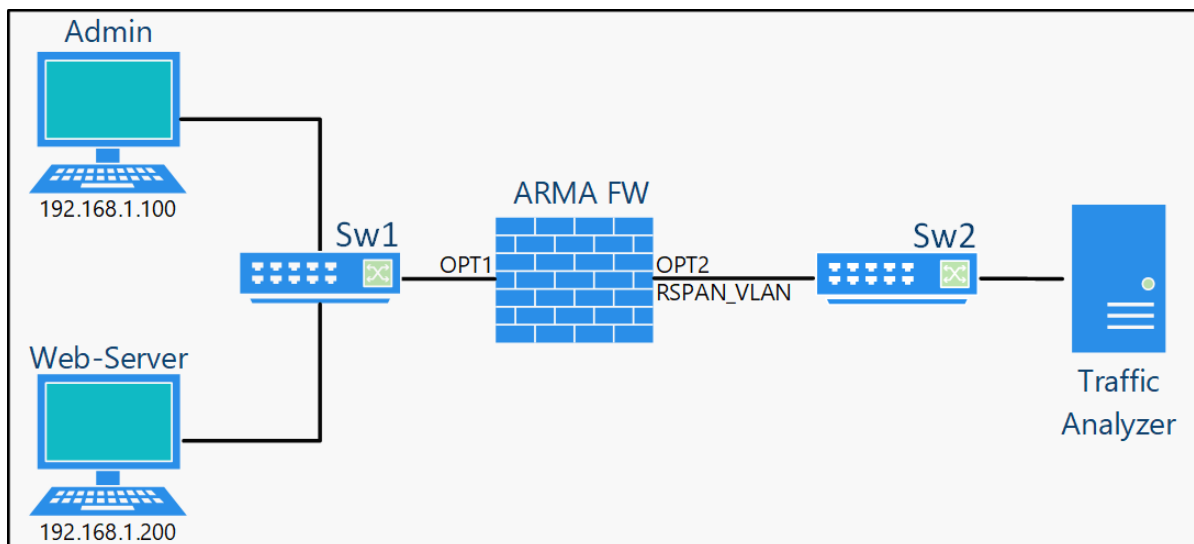 Admin
192.168.1.100
Sw1
OPT1
ARMA FW
OPT2
RSPAN_VLAN
Sw2
Web-Server
192.168.1.200
Traffic
Analyzer